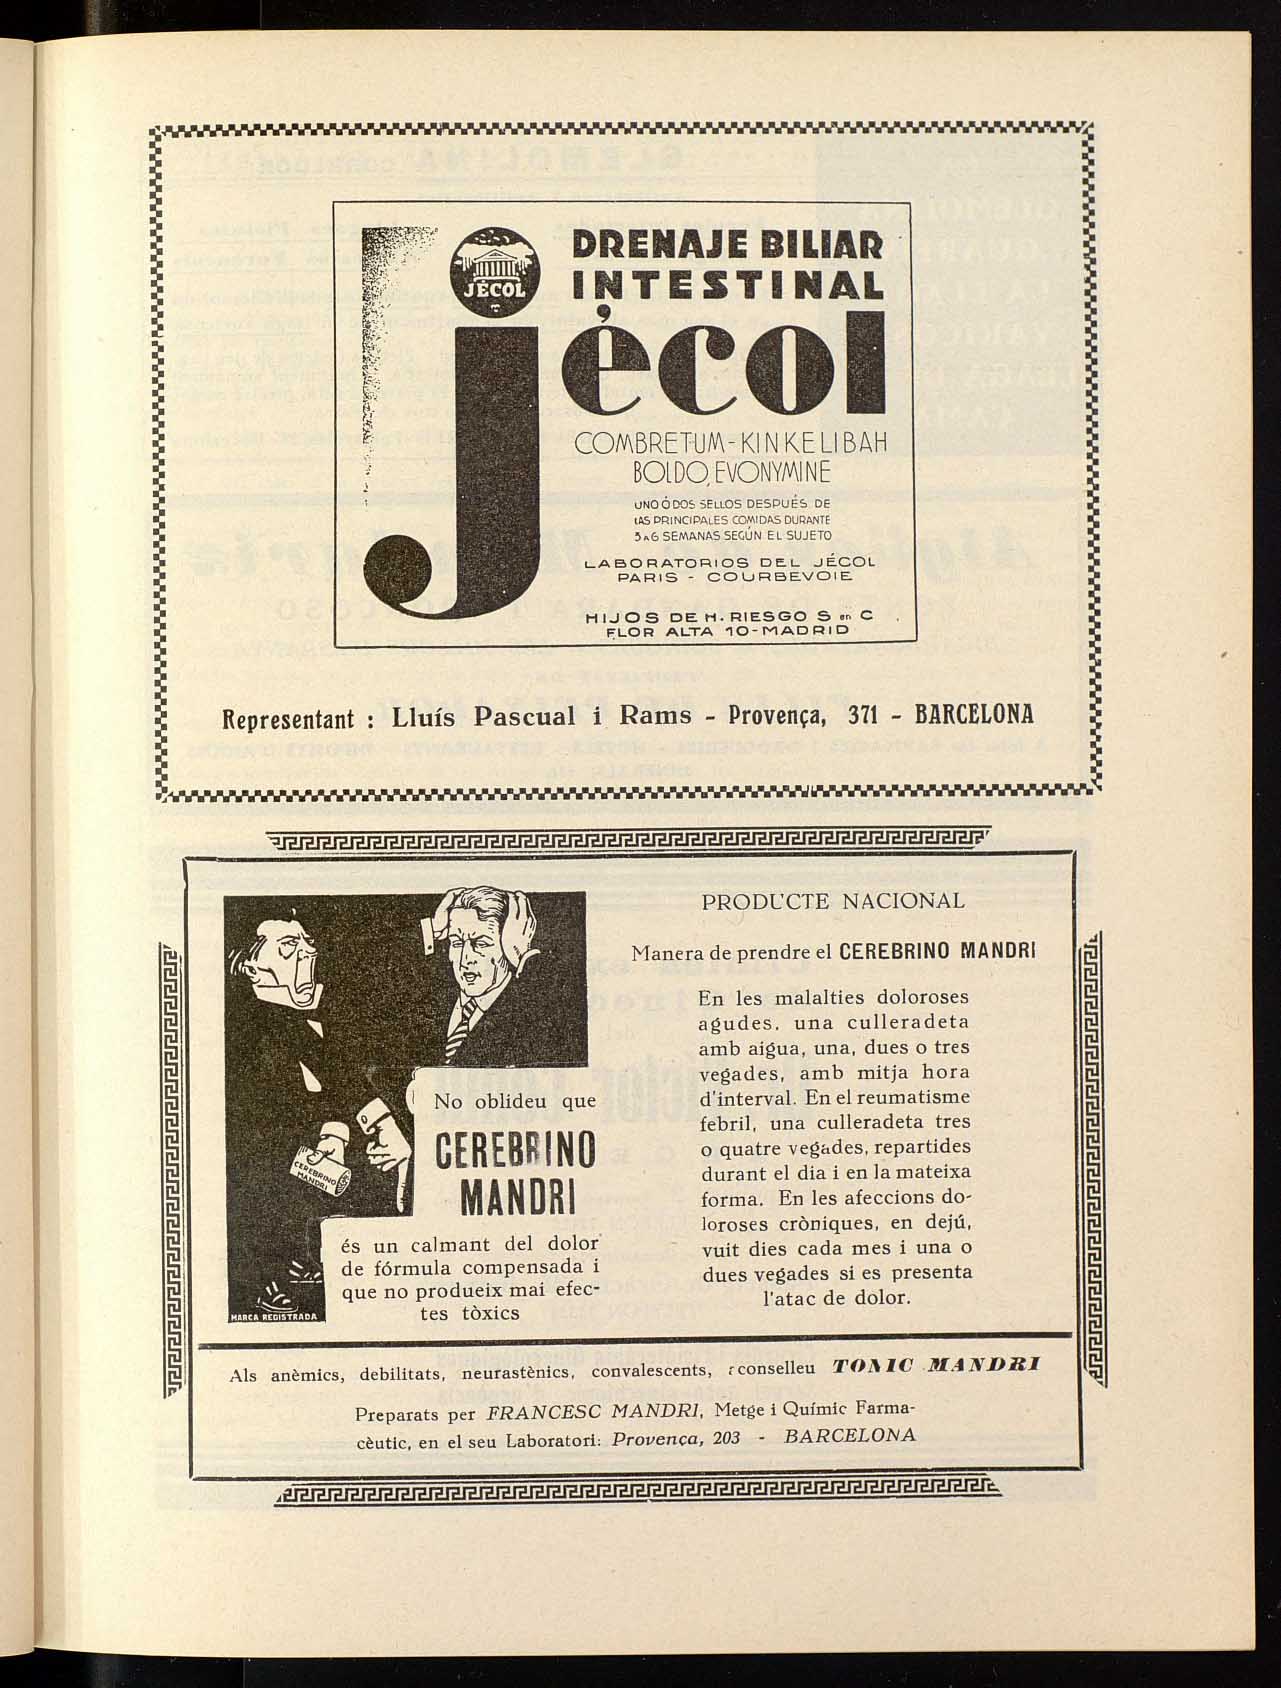 JÉCOL
DRENAJE BILIAR
INTESTINAL
jécol
COMBRETUM-KINKELIBAH
BOLDO, EVONYMINE
UNO Ó DOS SELLOS DESPUÉS DE
LAS PRINCIPALES COMIDAS DURANTE
5 A 6 SEMANAS SEGÚN EL SUJETO
LABORATORIOS DEL JÉCOL
PARIS - COURBEVOIE
HIJOS DE H. RIESGO S en C
FLOR ALTA 10-MADRID
Representant : Lluís Pascual i Rams - Provença, 371 - BARCELONA
CEREBRINO
MANDRI
MARCA REGISTRADA
No oblideu que
CEREBRINO
MANDRI
és un calmant del dolor
de fórmula compensada i
que no produeix mai efec-
tes tòxics
PRODUCTE NACIONAL
Manera de prendre el CEREBRINO MANDRI
En les malalties doloroses
agudes, una culleradeta
amb aigua, una, dues o tres
vegades, amb mitja hora
d'interval. En el reumatisme
febril, una culleradeta tres
o quatre vegades, repartides
durant el dia i en la mateixa
forma. En les afeccions do-
loroses cròniques, en dejú,
vuit dies cada mes i una o
dues vegades si es presenta
l'atac de dolor.
Als anèmics, debilitats, neurastènics, convalescents, aconselleu TONIC MANDRI
Preparats per FRANCESC MANDRI, Metge i Químic Farma-
cèutic, en el seu Laboratori: Provença, 203 - BARCELONA